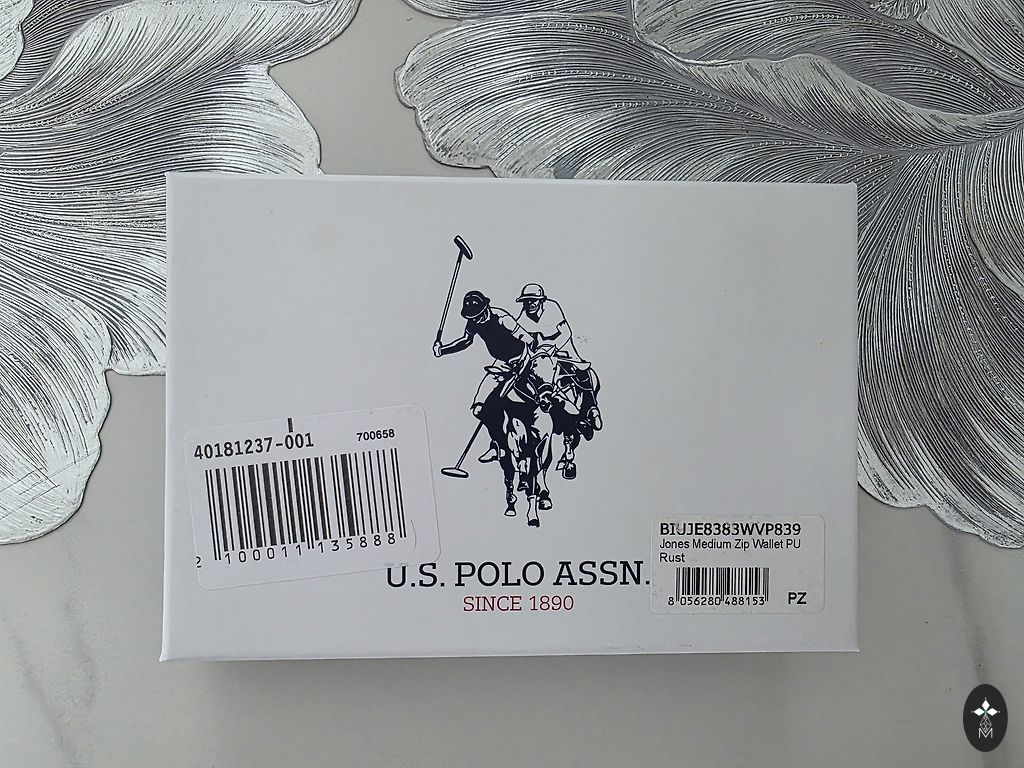 40181237-001
700658
2 100011 135888
U.S. POLO ASSN.
SINCE 1890
BIUJE8383WVP839
Jones Medium Zip Wallet PU
Rust
8 056280 488153
PZ
M